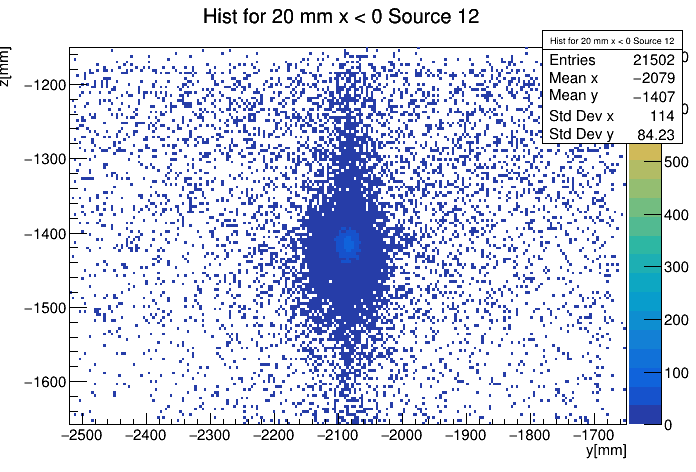 Hist for 20 mm x < 0 Source 12
z[mm]
Hist for 20 mm x < 0 Source 12
Entries 21502
Mean x −2079
Mean y −1407
Std Dev x 114
Std Dev y 84.23
−1200
−1300
−1400
−1500
−1600
500
400
300
200
100
0
−2500 −2400 −2300 −2200 −2100 −2000 −1900 −1800 −1700
y[mm]